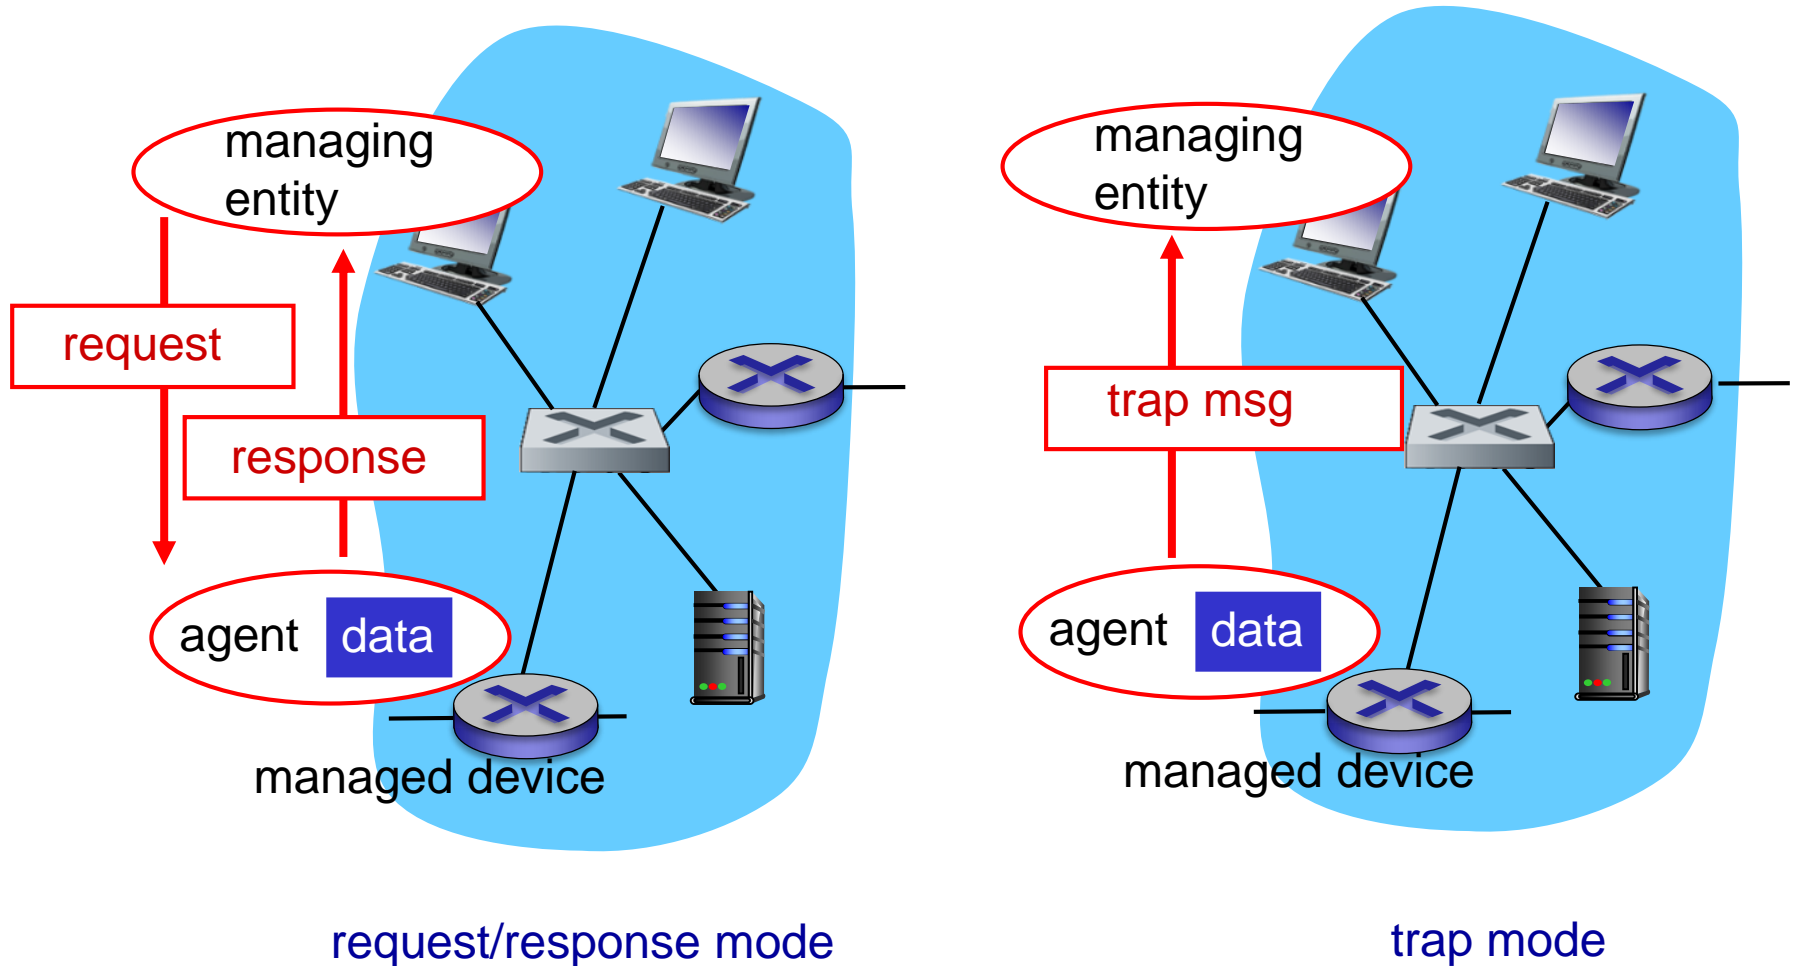 managing
entity
request
response
agent
data
managed device
request/response mode
managing
entity
trap msg
agent
data
managed device
trap mode